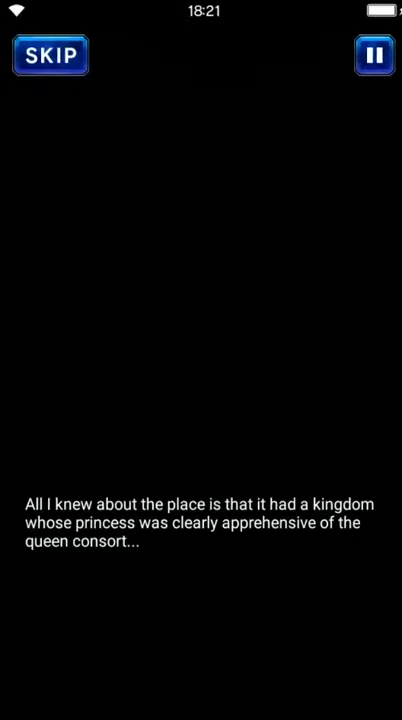 18:21
SKIP
All I knew about the place is that it had a kingdom
whose princess was clearly apprehensive of the
queen consort...